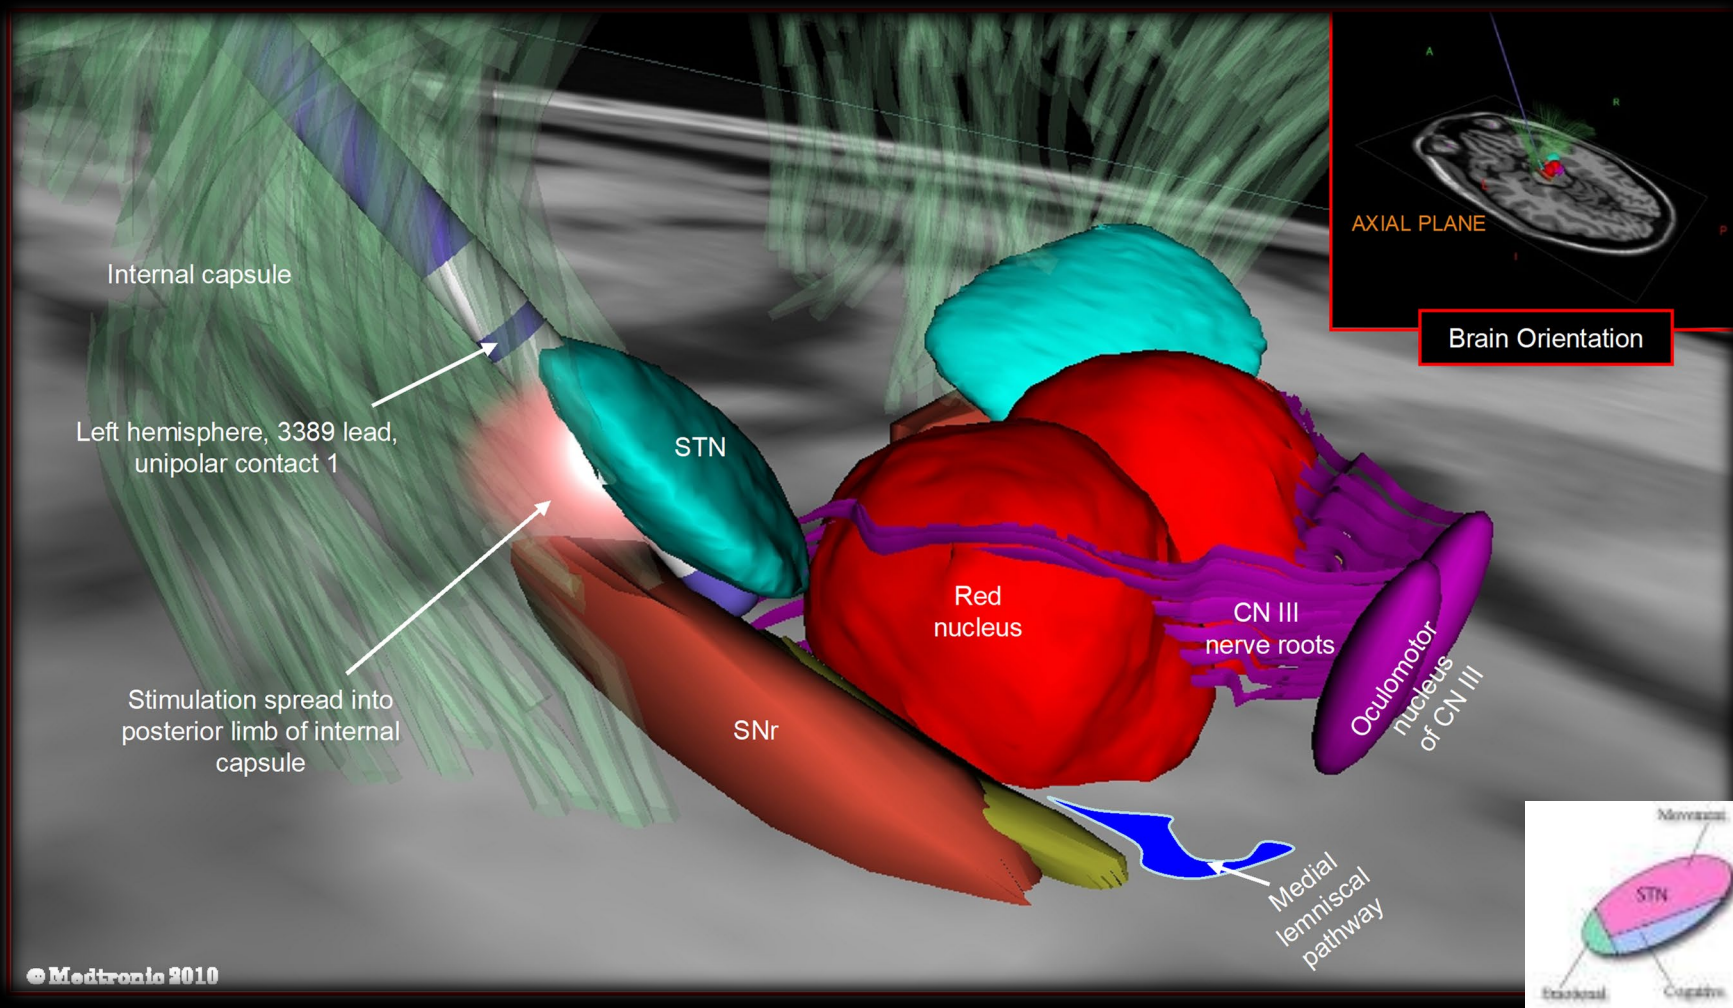 A
R
AXIAL PLANE
P
I
Brain Orientation
Internal capsule
Left hemisphere, 3389 lead,
unipolar contact 1
STN
Red
nucleus
CN III
nerve roots
Oculomotor
nucleus
of CN III
Stimulation spread into
posterior limb of internal
capsule
SNr
Medial
lemniscal
pathway
Movement
STN
Emotional
Cognitive
© Medtronic 2010